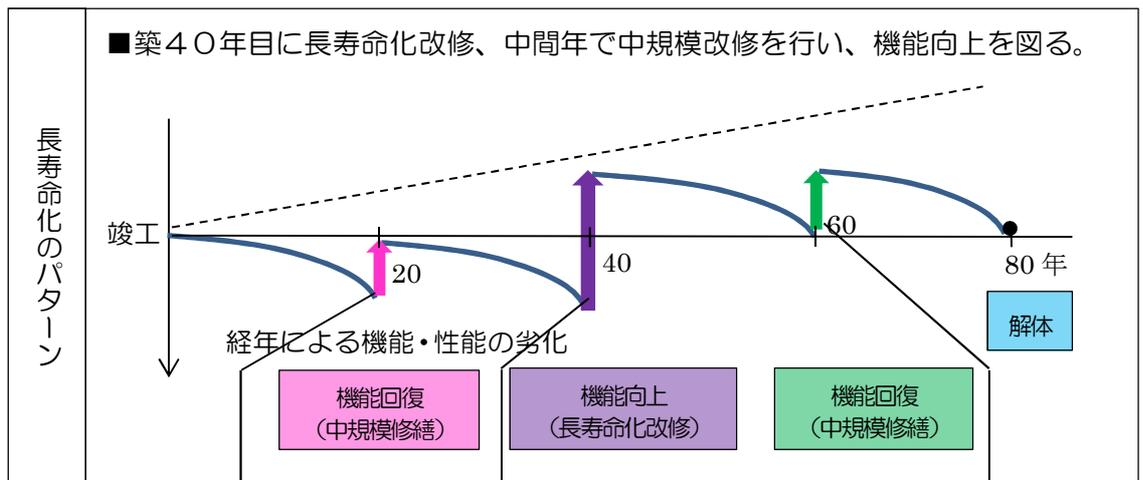 ■築４０年目に長寿命化改修、中間年で中規模改修を行い、機能向上を図る。
長寿命化のパターン
竣工
20
40
60
80 年
経年による機能・性能の劣化
解体
機能回復
（中規模修繕）
機能向上
（長寿命化改修）
機能回復
（中規模修繕）